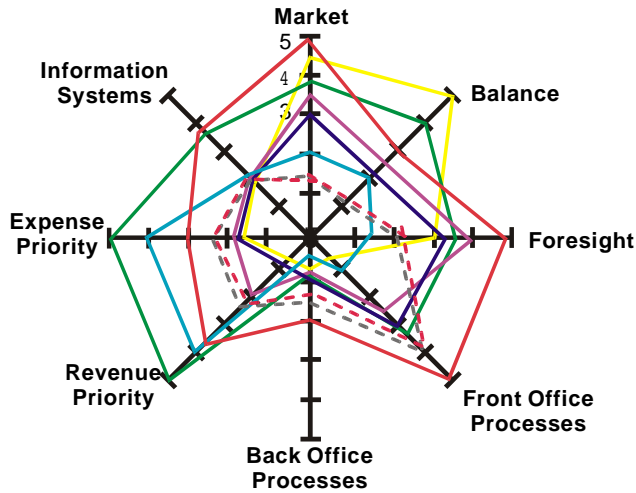 Market
5
4
3
Information
Systems
Balance
Expense
Priority
Foresight
Revenue
Priority
Front Office
Processes
Back Office
Processes